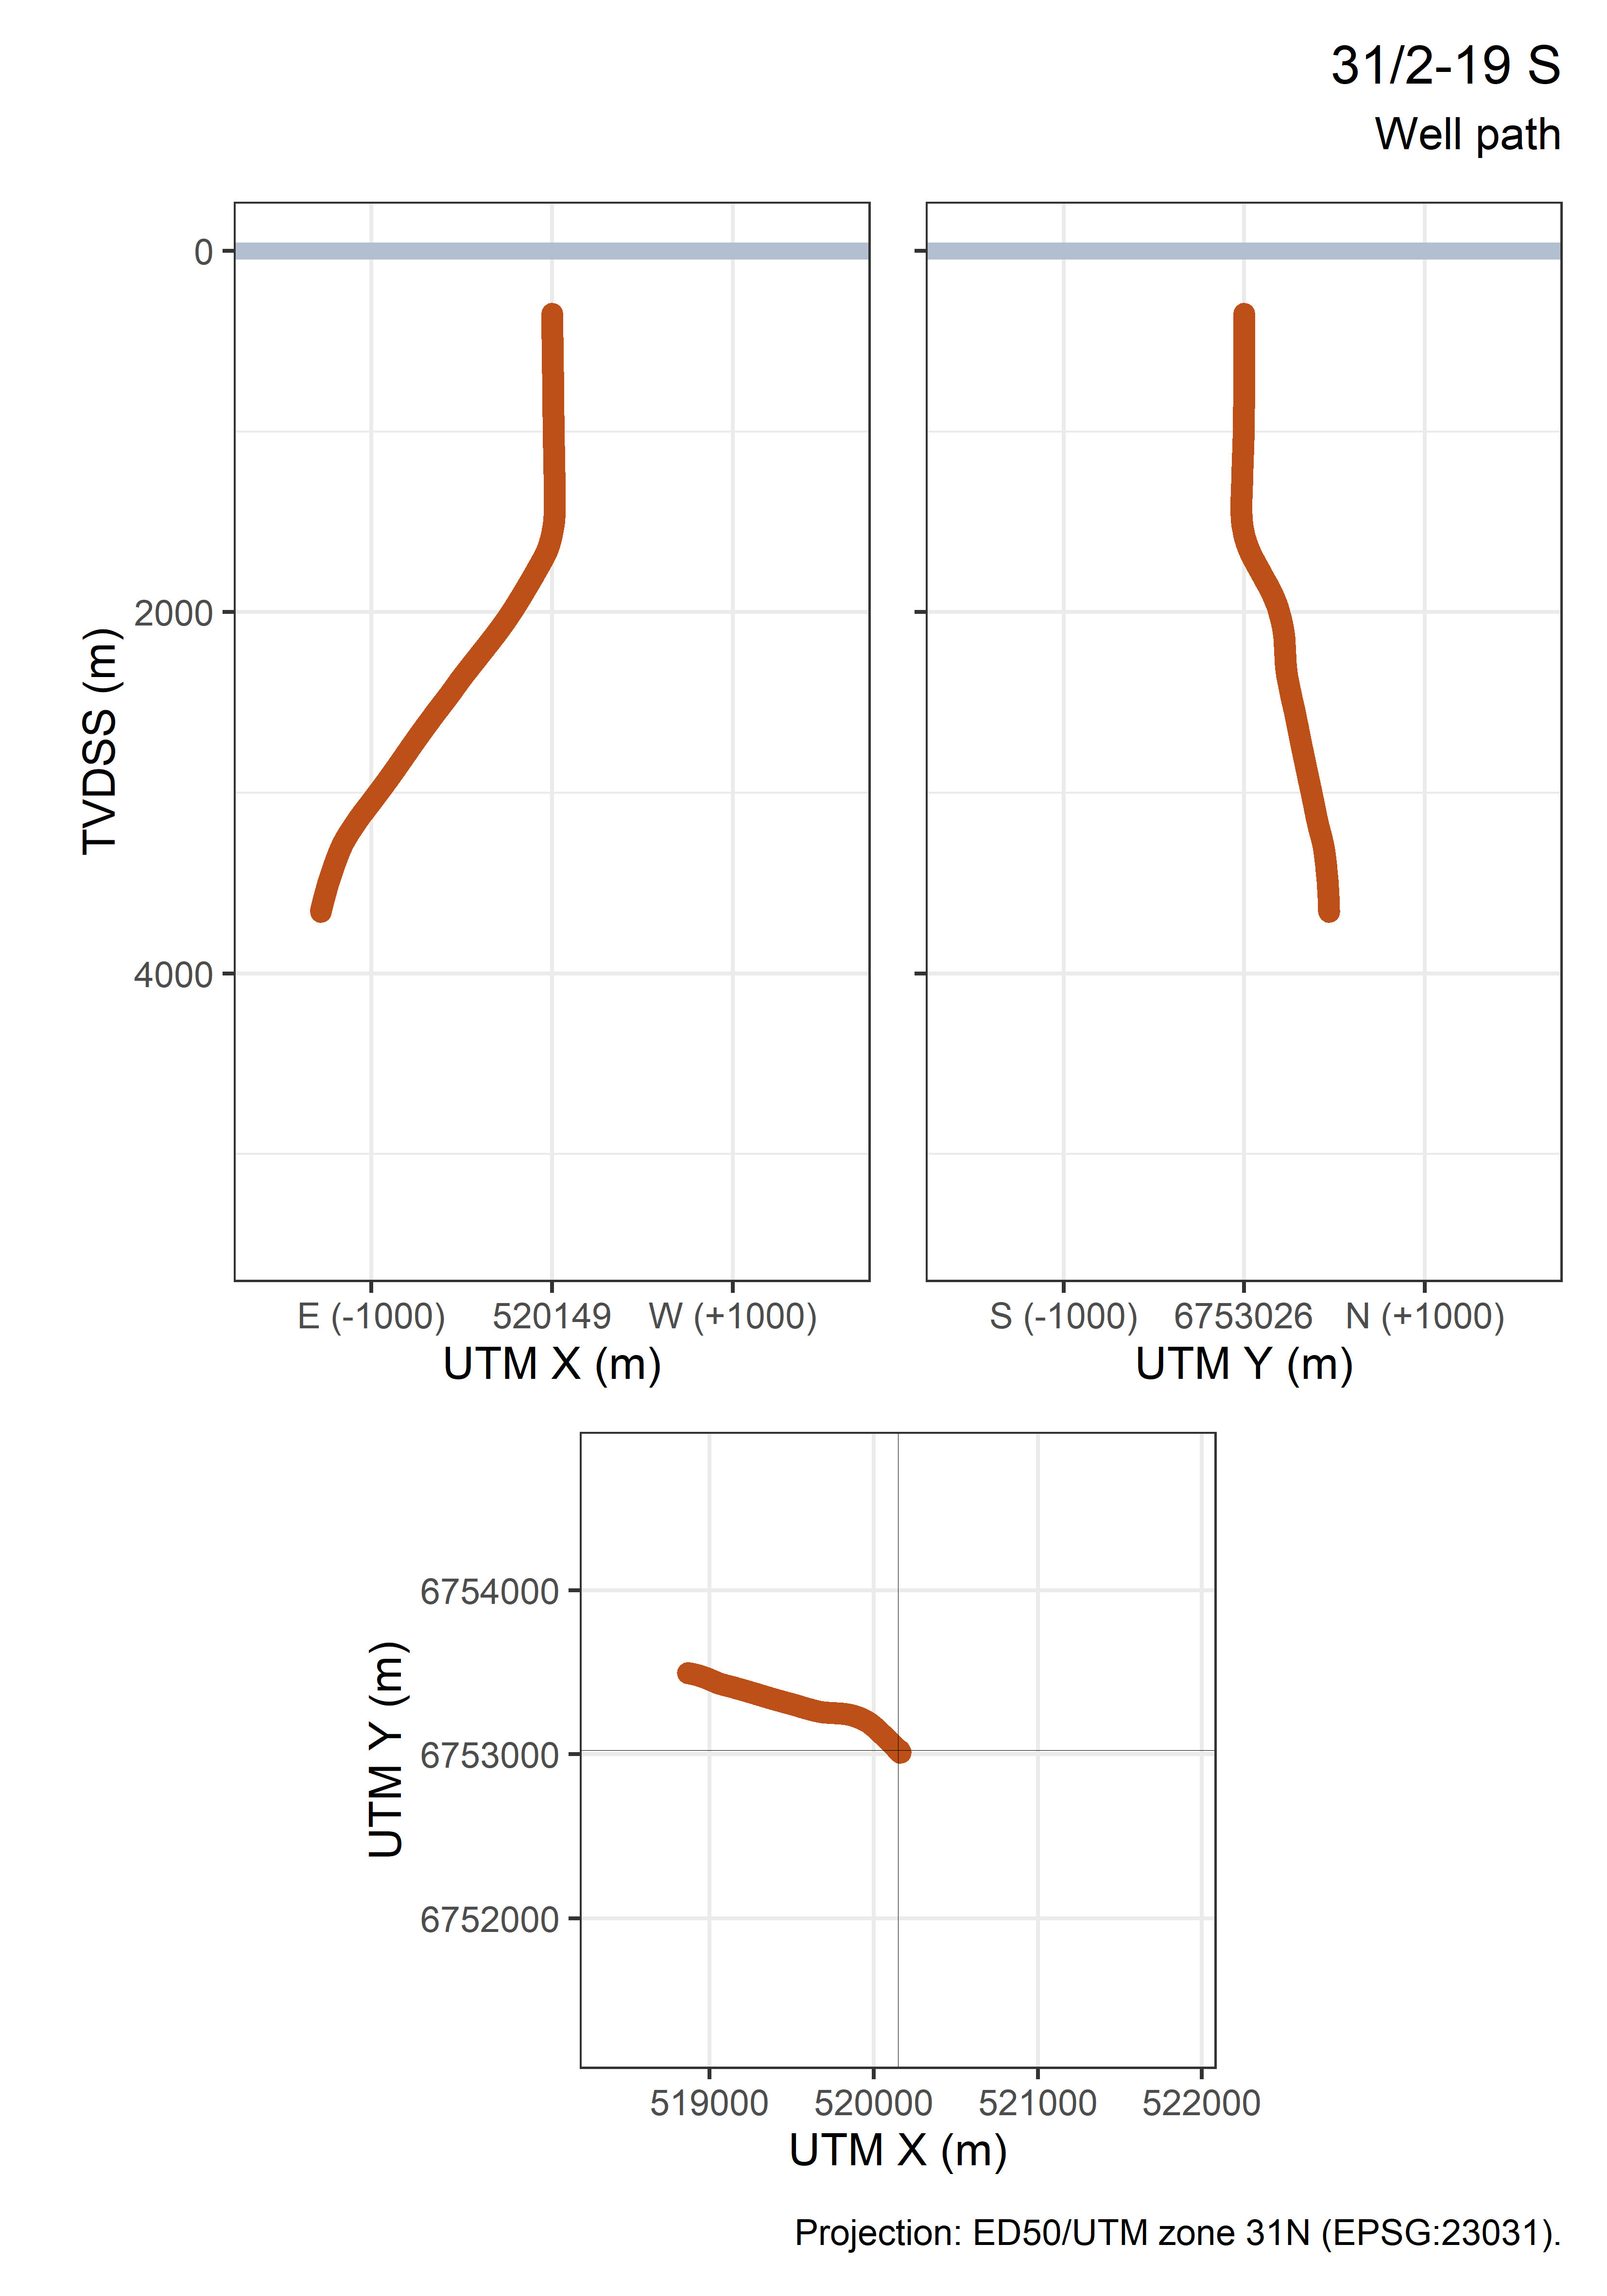 31/2-19 S
Well path
TVDSS (m)
0
2000
4000
E (-1000) 520149 W (+1000)
UTM X (m)
S (-1000) 6753026 N (+1000)
UTM Y (m)
UTM Y (m)
6754000
6753000
6752000
519000 520000 521000 522000
UTM X (m)
Projection: ED50/UTM zone 31N (EPSG:23031).